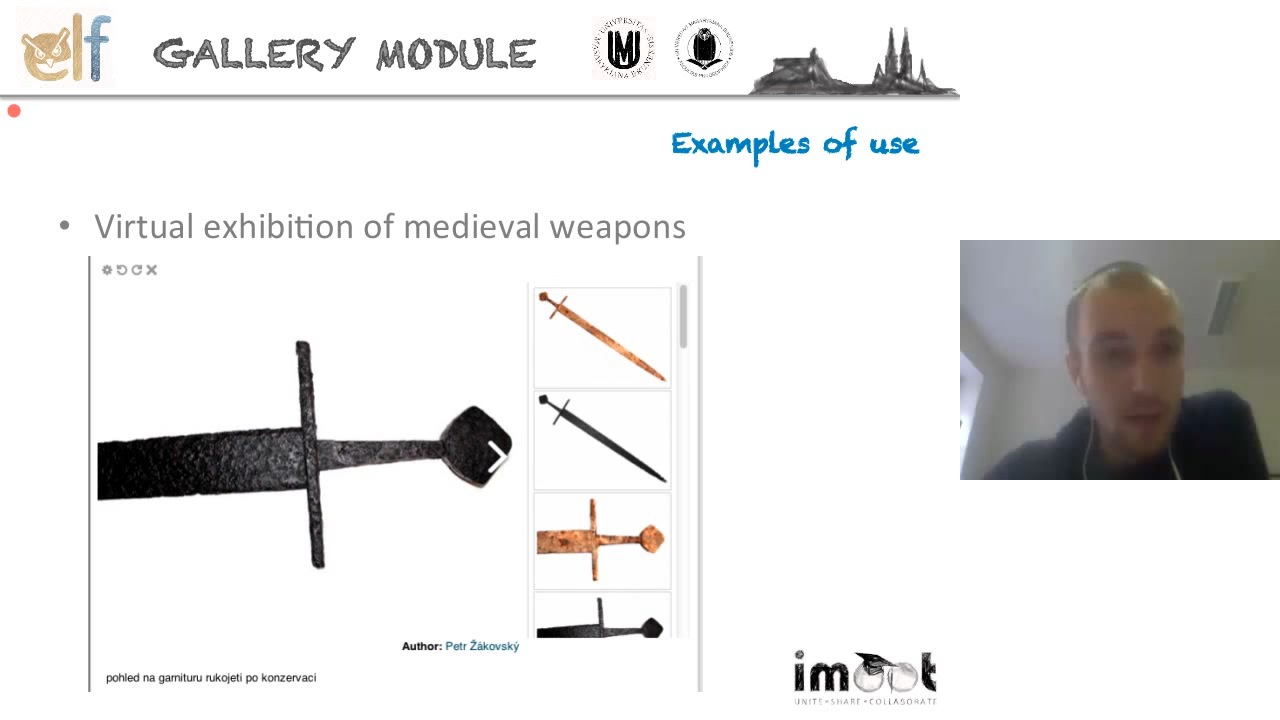 elf
GALLERY MODULE
Examples of use
• Virtual exhibition of medieval weapons
Author: Petr Žákovský
pohled na garnituru rukojeti po konzervaci
imoot
UNITE•SHARE•COLLABORATE